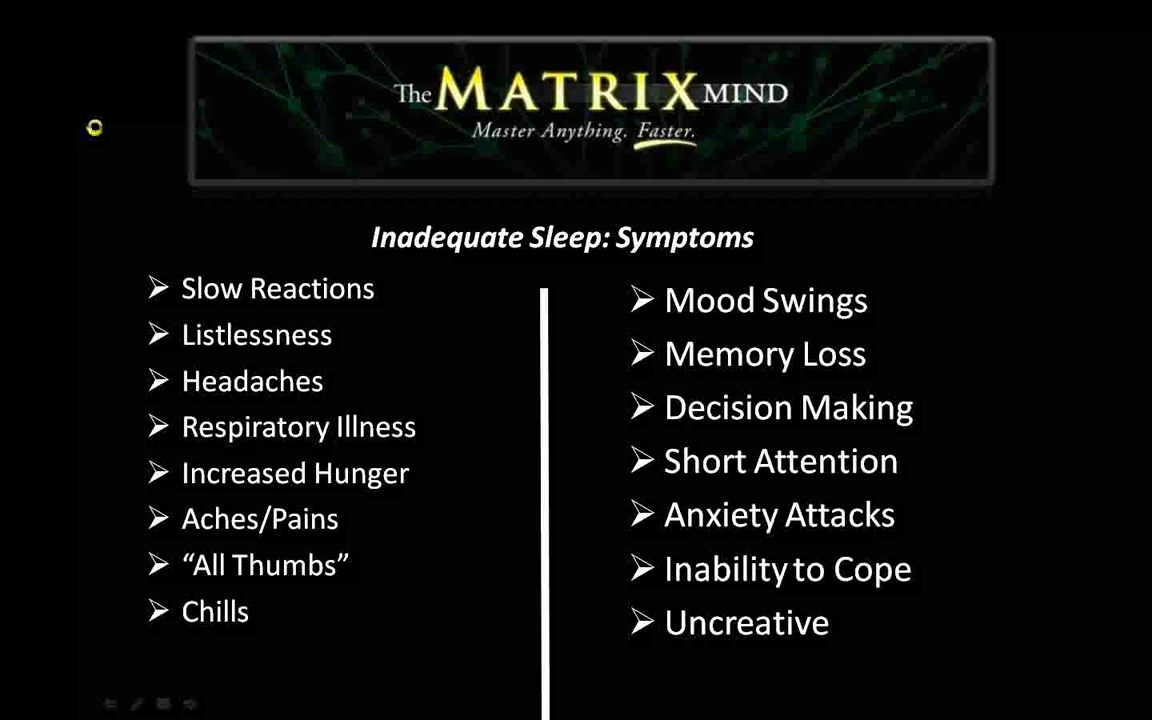 The MATRIX MIND
Master Anything. Faster.
Inadequate Sleep: Symptoms
Slow Reactions
Listlessness
Headaches
Respiratory Illness
Increased Hunger
Aches/Pains
“All Thumbs”
Chills
Mood Swings
Memory Loss
Decision Making
Short Attention
Anxiety Attacks
Inability to Cope
Uncreative